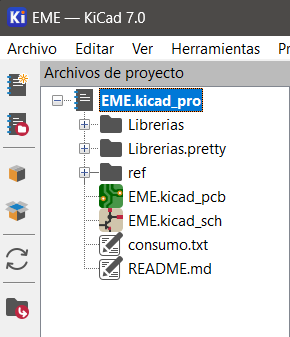 Ki EME — KiCad 7.0
Archivo Editar Ver Herramientas
Archivos de proyecto
EME.kicad_pro
Librerias
Librerias.pretty
ref
EME.kicad_pcb
EME.kicad_sch
consumo.txt
README.md